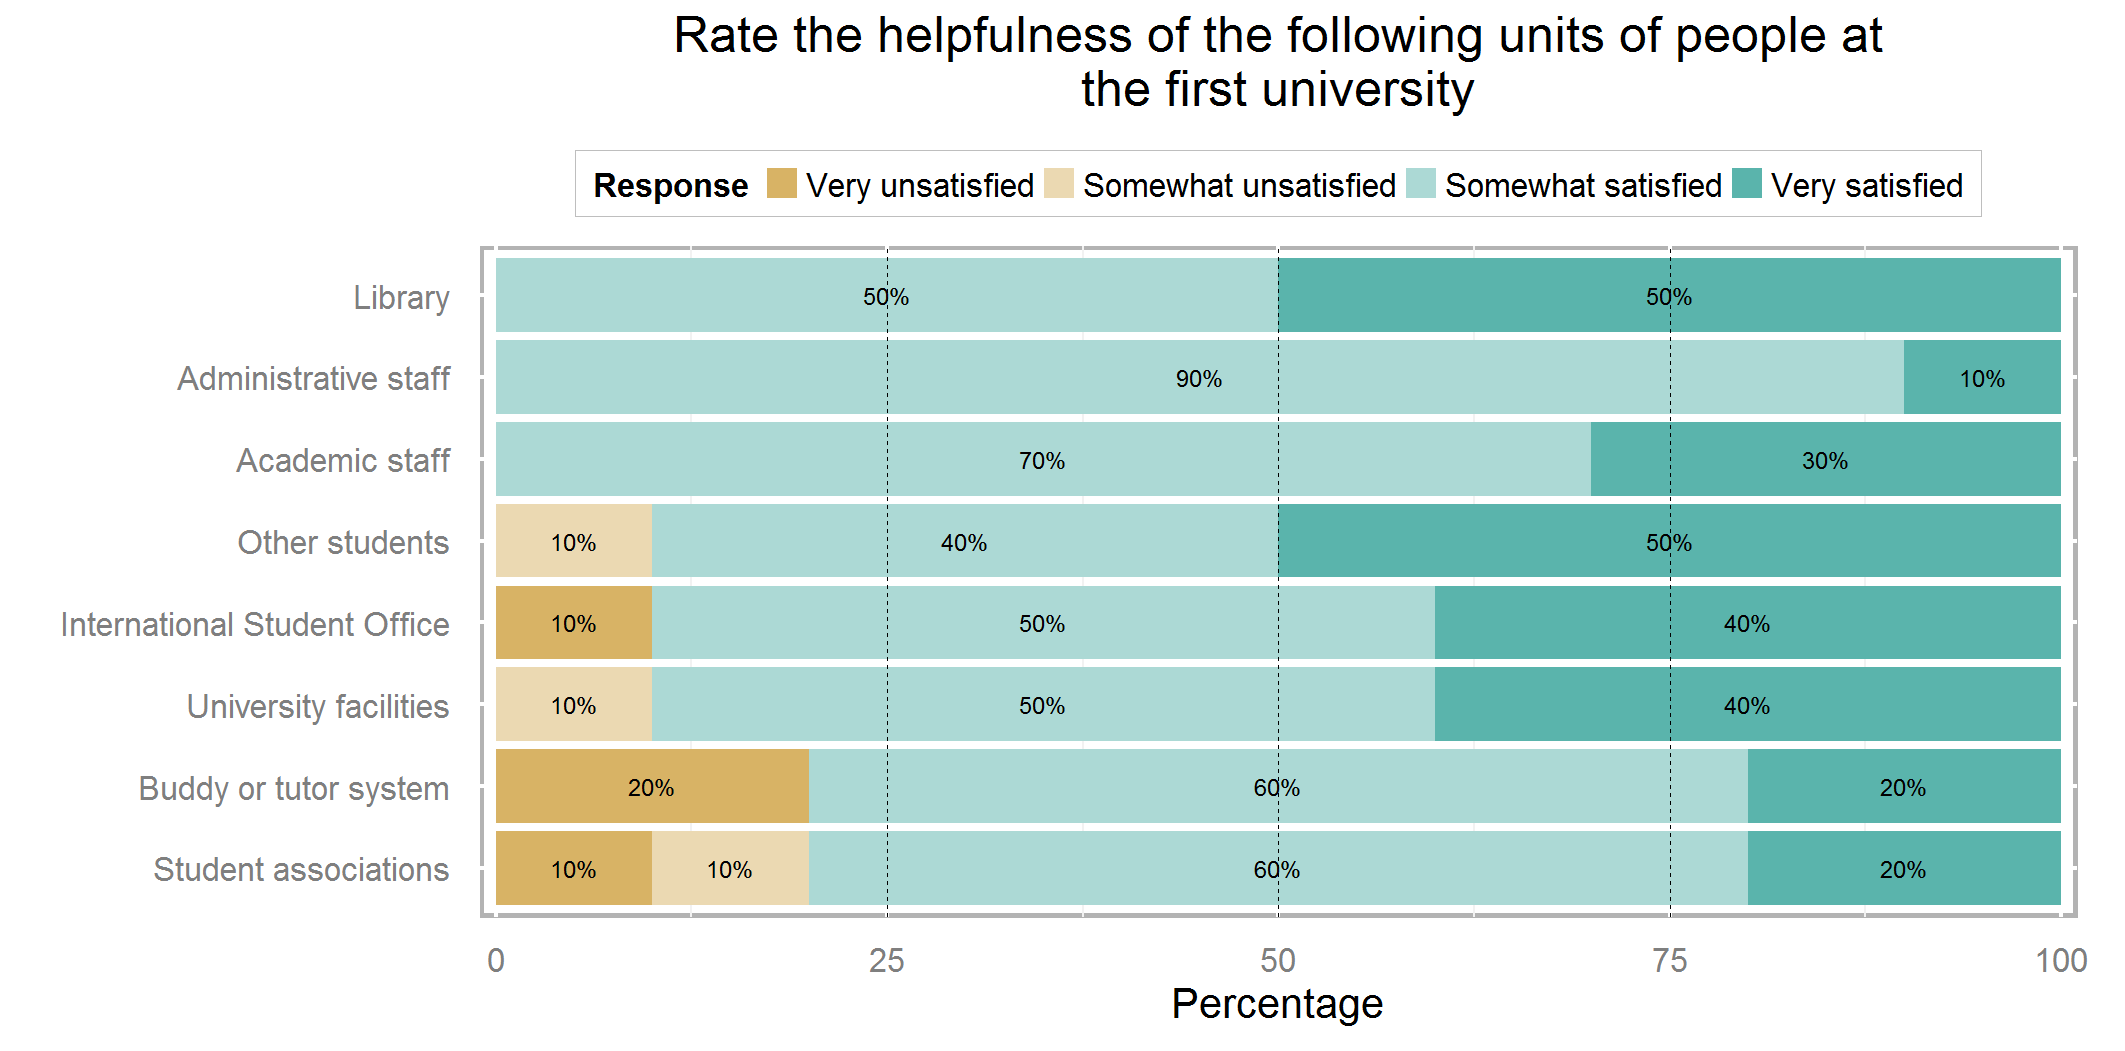 Rate the helpfulness of the following units of people at
the first university
Response Very unsatisfied Somewhat unsatisfied Somewhat satisfied Very satisfied
Library 50% 50%
Administrative staff 90% 10%
Academic staff 70% 30%
Other students 10% 40% 50%
International Student Office 10% 50% 40%
University facilities 10% 50% 40%
Buddy or tutor system 20% 60% 20%
Student associations 10% 10% 60% 20%
0 25 50 75 100
Percentage